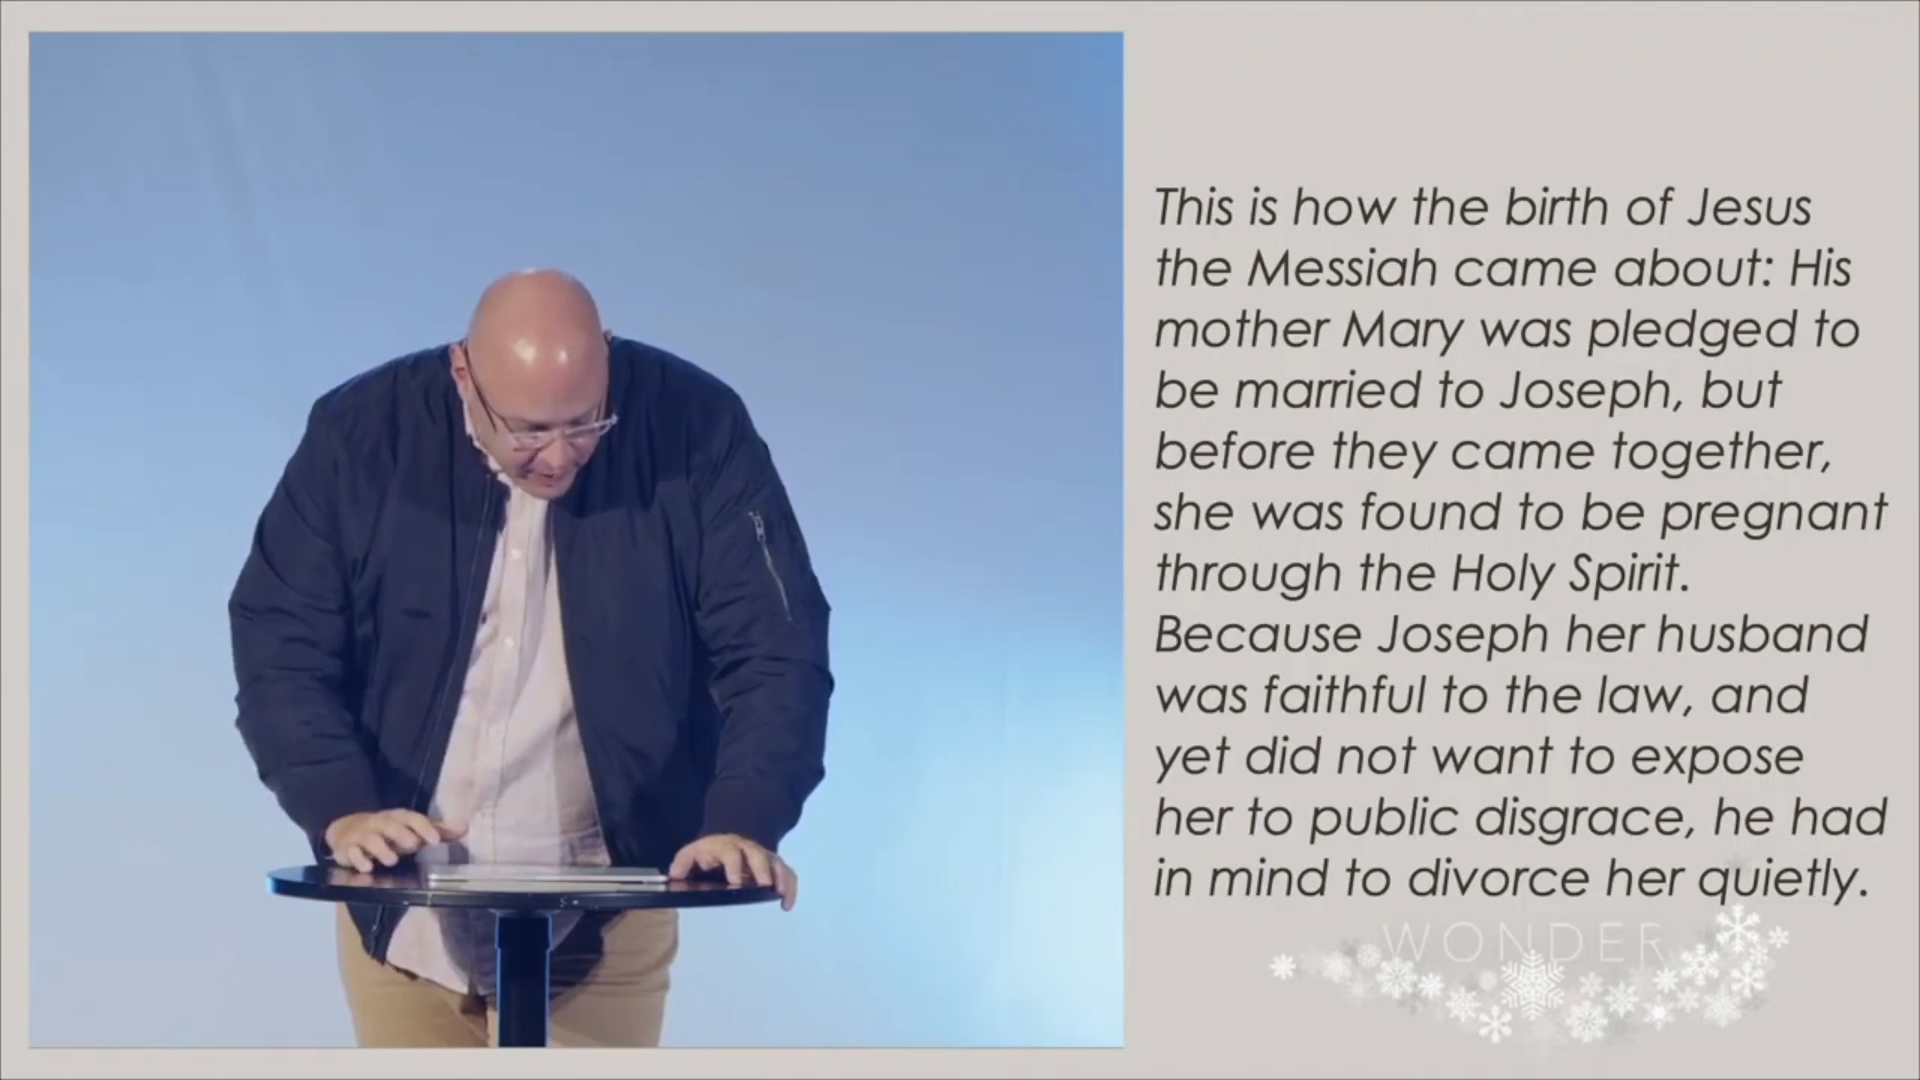 This is how the birth of Jesus
the Messiah came about: His
mother Mary was pledged to
be married to Joseph, but
before they came together,
she was found to be pregnant
through the Holy Spirit.
Because Joseph her husband
was faithful to the law, and
yet did not want to expose
her to public disgrace, he had
in mind to divorce her quietly.
WONDER